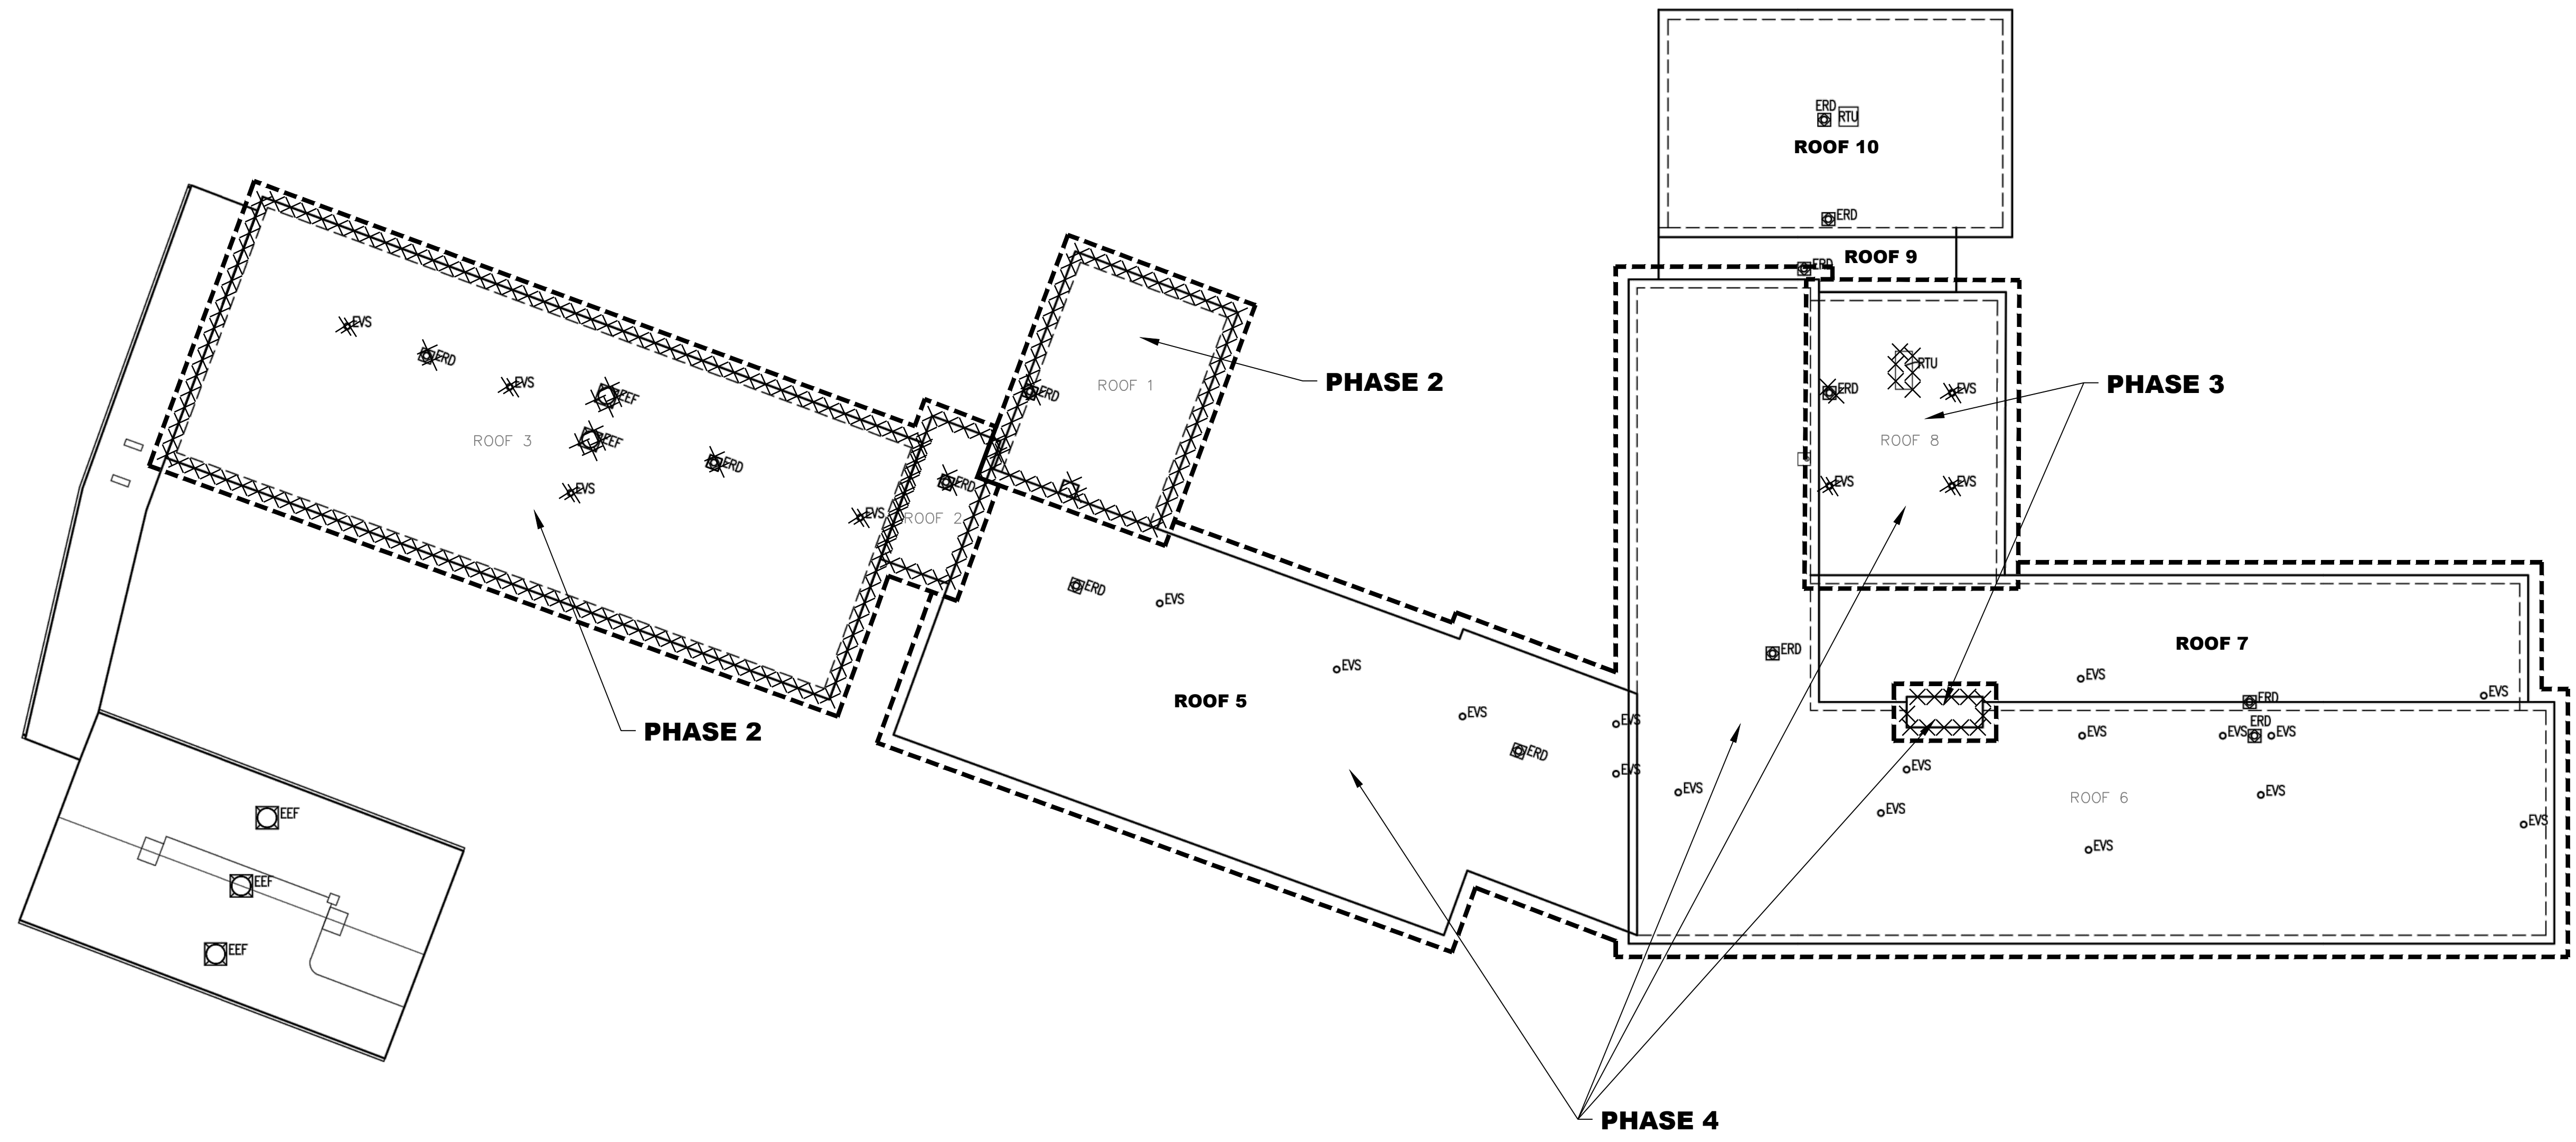 ERD
RTU
ROOF 10
ERD
ROOF 9
ERD
EVS
ERD
EVS
EEF
EEF
ROOF 3
ERD
EVS
EVS
ERD
ROOF 2
ERD
ROOF 1
PHASE 2
PHASE 2
RTU
ERD
EVS
PHASE 3
ROOF 8
EVS
EVS
ERD
EVS
EVS
ROOF 5
EVS
ERD
EVS
EVS
EVS
ERD
ROOF 7
EVS
EVS
ERD
ERD
EVS
EVS
EVS
EVS
EVS
EVS
ROOF 6
EVS
EVS
EVS
EEF
EEF
EEF
PHASE 4